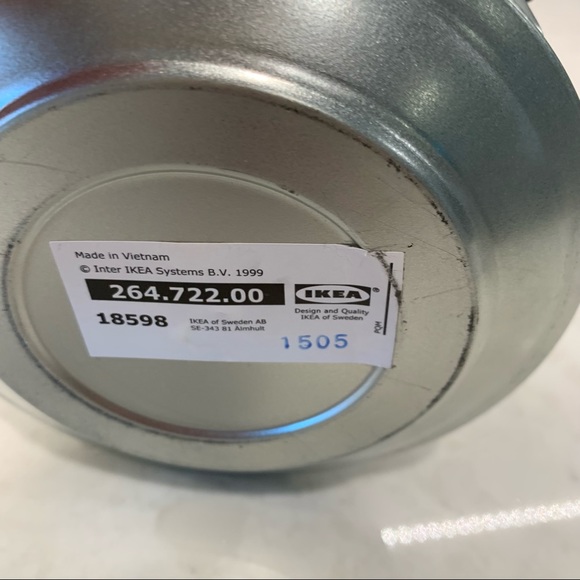 Made in Vietnam
© Inter IKEA Systems B.V. 1999
264.722.00
IKEA®
Design and Quality
IKEA of Sweden
18598
IKEA of Sweden AB
SE-343 81 Älmhult
1505
PQM